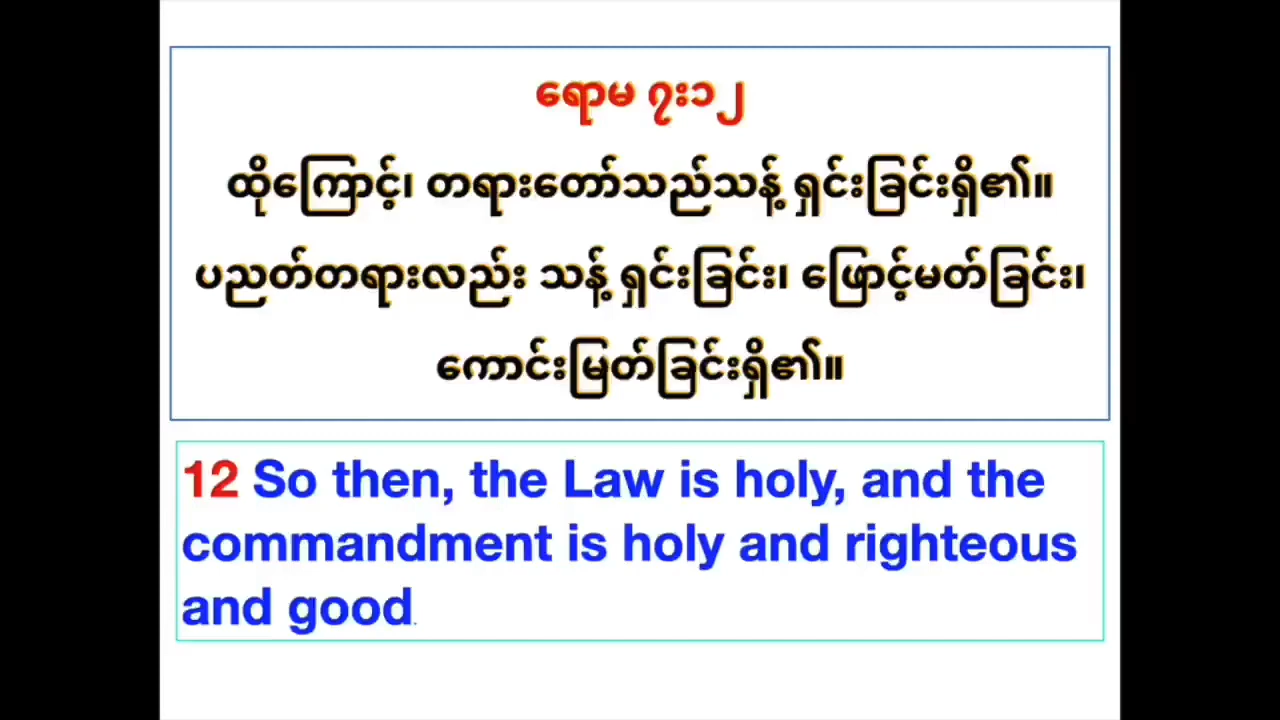 ရောမ ၇း၁၂
ထိုကြောင့်၊ တရားတော်သည်သန့် ရှင်းခြင်းရှိ၏။
ပညတ်တရားလည်း သန့် ရှင်းခြင်း၊ ဖြောင့်မတ်ခြင်း၊
ကောင်းမြတ်ခြင်းရှိ၏။
12 So then, the Law is holy, and the
commandment is holy and righteous
and good.